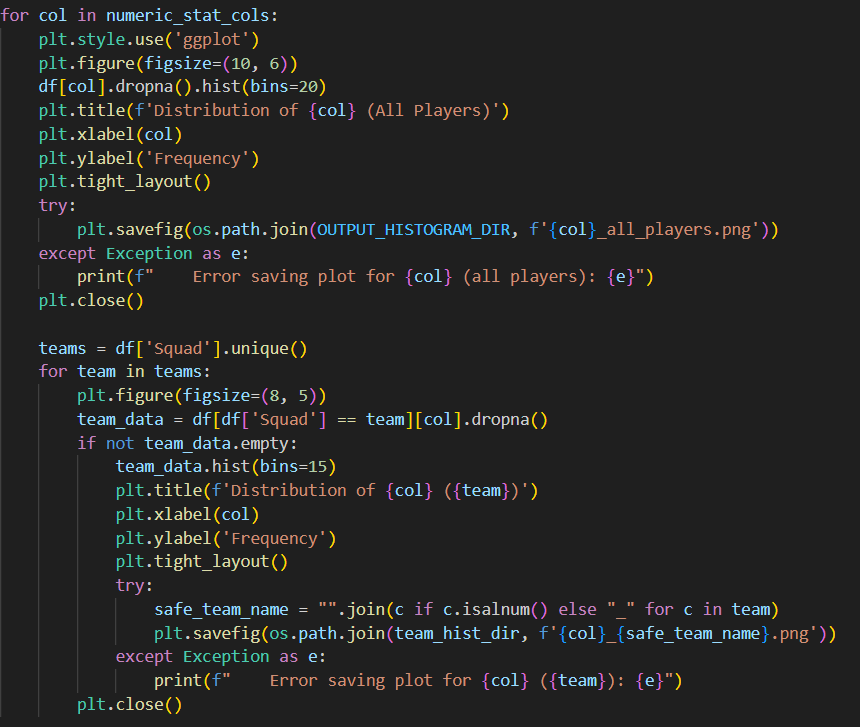 for col in numeric_stat_cols:
    plt.style.use('ggplot')
    plt.figure(figsize=(10, 6))
    df[col].dropna().hist(bins=20)
    plt.title(f'Distribution of {col} (All Players)')
    plt.xlabel(col)
    plt.ylabel('Frequency')
    plt.tight_layout()
    try:
        plt.savefig(os.path.join(OUTPUT_HISTOGRAM_DIR, f'{col}_all_players.png'))
    except Exception as e:
        print(f"    Error saving plot for {col} (all players): {e}")
    plt.close()

    teams = df['Squad'].unique()
    for team in teams:
        plt.figure(figsize=(8, 5))
        team_data = df[df['Squad'] == team][col].dropna()
        if not team_data.empty:
            team_data.hist(bins=15)
            plt.title(f'Distribution of {col} ({team})')
            plt.xlabel(col)
            plt.ylabel('Frequency')
            plt.tight_layout()
            try:
                safe_team_name = "".join(c if c.isalnum() else "_" for c in team)
                plt.savefig(os.path.join(team_hist_dir, f'{col}_{safe_team_name}.png'))
            except Exception as e:
                print(f"    Error saving plot for {col} ({team}): {e}")
        plt.close()